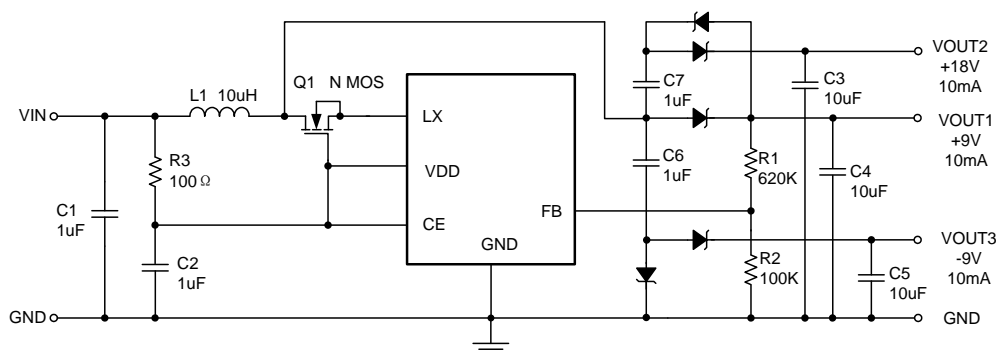 VOUT2
+18V
10mA
C7
1uF
C3
10uF
Q1 N MOS
L1 10uH
VIN
LX
VOUT1
+9V
10mA
R3
100Ω
VDD
C6
1uF
R1
620K
C4
10uF
C1
1uF
CE
FB
GND
VOUT3
-9V
10mA
C2
1uF
R2
100K
C5
10uF
GND
GND